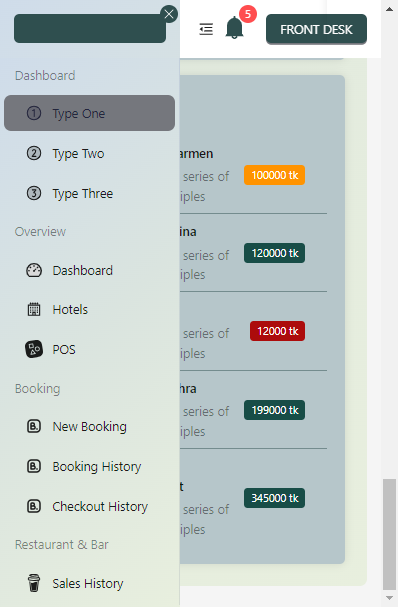 5
FRONT DESK
Dashboard
1 Type One
2 Type Two
3 Type Three
Overview
Dashboard
Hotels
POS
Booking
B. New Booking
B. Booking History
B. Checkout History
Restaurant & Bar
Sales History
armen
series of
100000 tk
iples
ina
series of
120000 tk
iples
series of
12000 tk
iples
hra
series of
199000 tk
iples
t
series of
345000 tk
iples